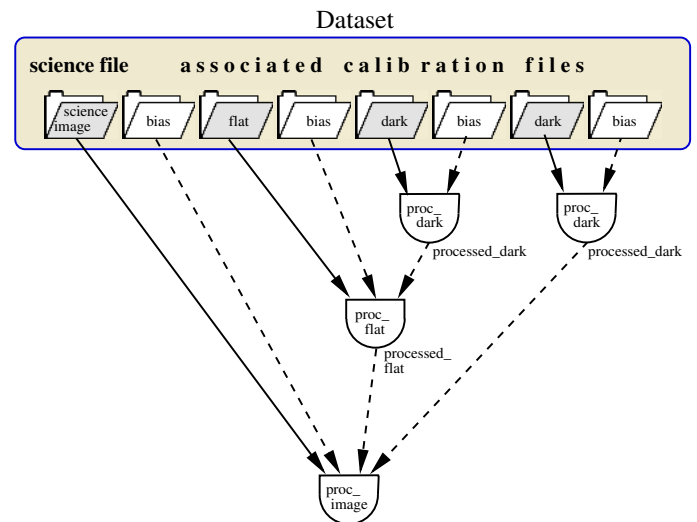 Dataset
science file associated calibration files
science image
bias
flat
bias
dark
bias
dark
bias
proc_
dark
proc_
dark
processed_dark
processed_dark
proc_
flat
processed_
flat
proc_
image